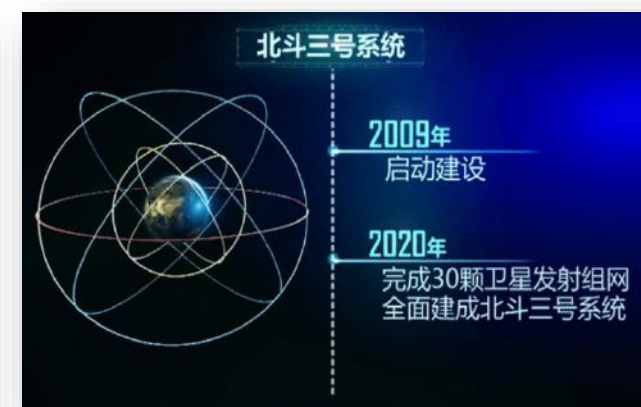 北斗三号系统
2009年
启动建设
2020年
完成30颗卫星发射组网
全面建成北斗三号系统